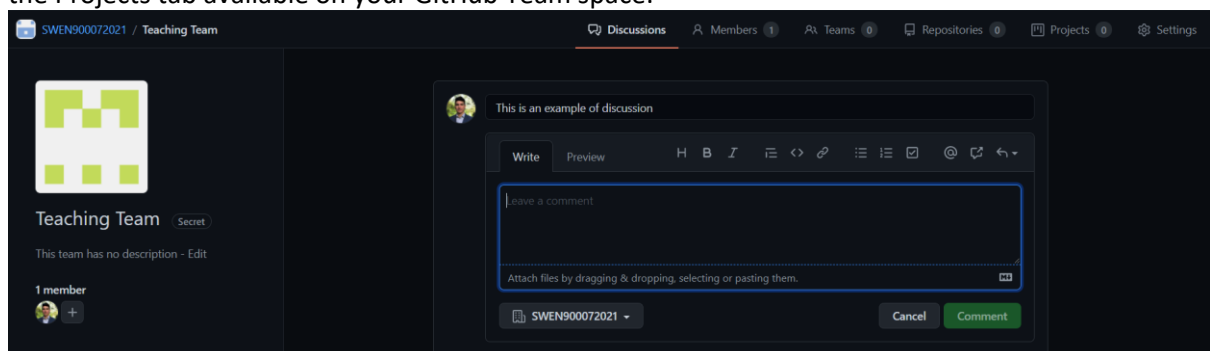 the Projects tab available on your GitHub Team space.
SWEN900072021 / Teaching Team
Discussions Members 1 Teams 0 Repositories 0 Projects 0 Settings
This is an example of discussion
Write Preview H B I @
Leave a comment
Teaching Team Secret
This team has no description - Edit
Attach files by dragging & dropping, selecting or pasting them.
1 member
+
SWEN900072021 Cancel Comment